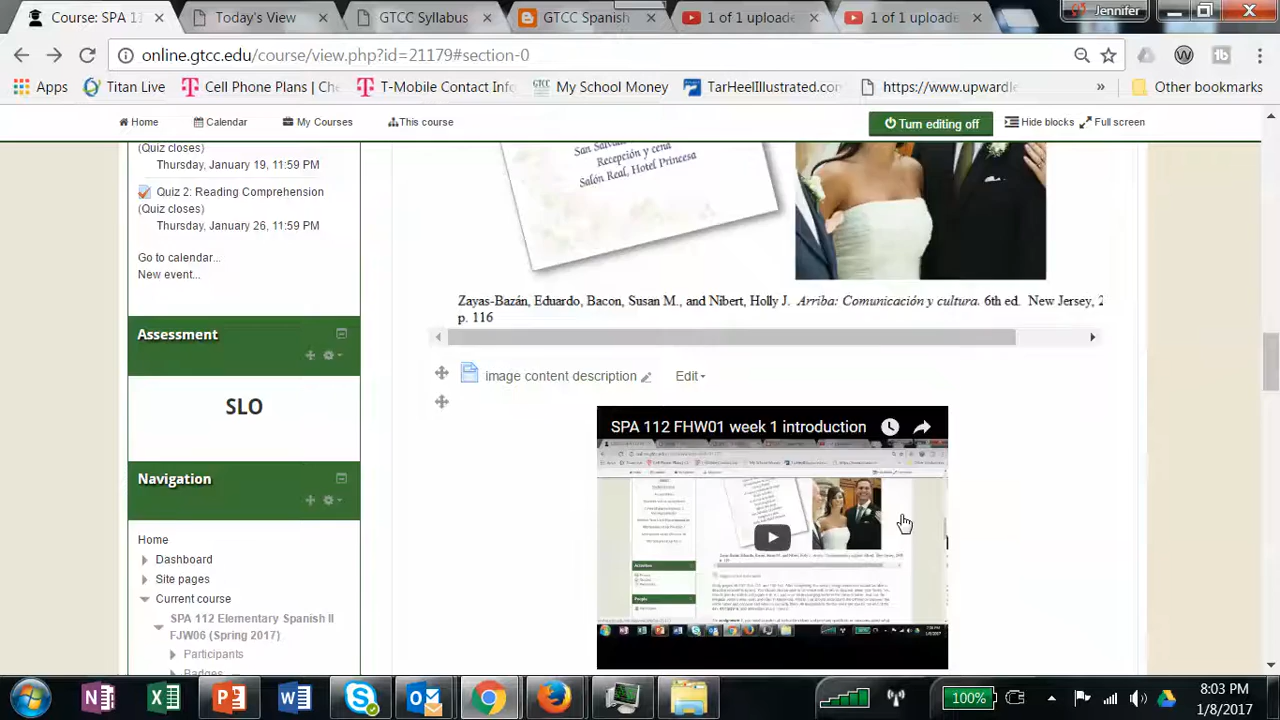 Course: SPA 1
Today's View
GTCC Syllabus
GTCC Spanish
1 of 1 uploade
1 of 1 uploade
Jennifer
online.gtcc.edu/course/view.php?id=21179#section-0
Apps
Titan Live
Cell Phone Plans | Che
T-Mobile Contact Info
My School Money
TarHeelIllustrated.com
https://www.upwardle
»
Other bookmarks
Home
Calendar
My Courses
This course
Turn editing off
Hide blocks
Full screen
(Quiz closes)
Thursday, January 19, 11:59 PM
Quiz 2: Reading Comprehension
(Quiz closes)
Thursday, January 26, 11:59 PM
Go to calendar...
New event...
Assessment
SLO
Navigation
Home
Dashboard
Site pages
Current course
SPA 112 Elementary Spanish II
FJW06 (Spring 2017)
Participants
Badges
Recepción y cena
Salón Real, Hotel Princesa
Zayas-Bazán, Eduardo, Bacon, Susan M., and Nibert, Holly J. Arriba: Comunicación y cultura. 6th ed. New Jersey, 2
p. 116
image content description
Edit
SPA 112 FHW01 week 1 introduction
100%
8:03 PM
1/8/2017